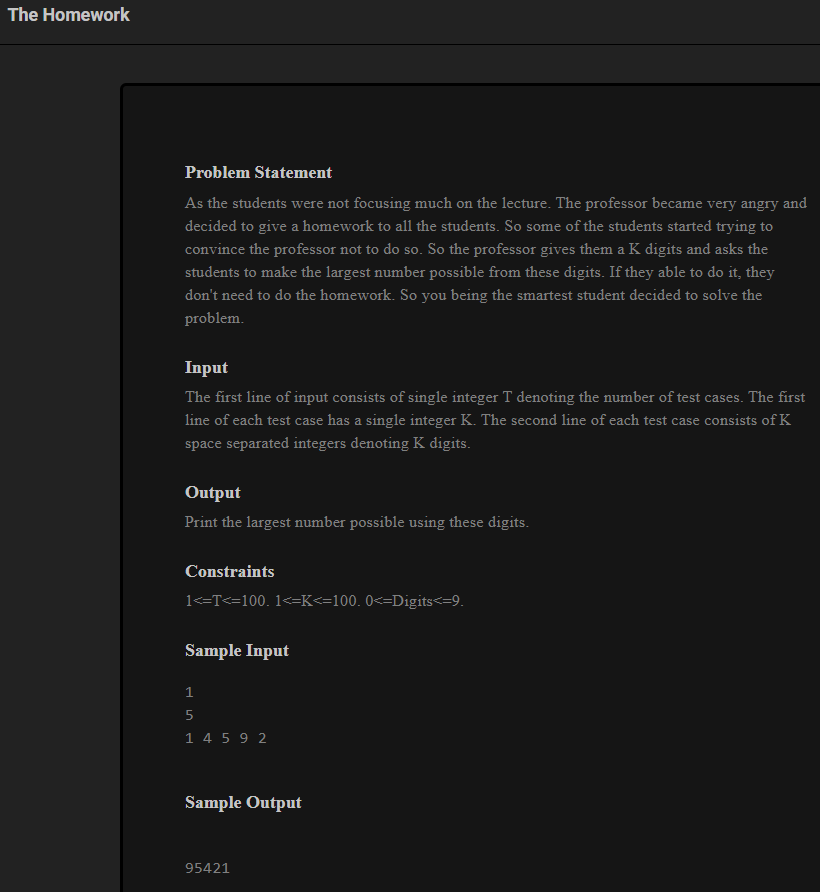 The Homework
Problem Statement
As the students were not focusing much on the lecture. The professor became very angry and
decided to give a homework to all the students. So some of the students started trying to
convince the professor not to do so. So the professor gives them a K digits and asks the
students to make the largest number possible from these digits. If they able to do it, they
don't need to do the homework. So you being the smartest student decided to solve the
problem.
Input
The first line of input consists of single integer T denoting the number of test cases. The first
line of each test case has a single integer K. The second line of each test case consists of K
space separated integers denoting K digits.
Output
Print the largest number possible using these digits.
Constraints
1<=T<=100. 1<=K<=100. 0<=Digits<=9.
Sample Input
1
5
1 4 5 9 2
Sample Output
95421